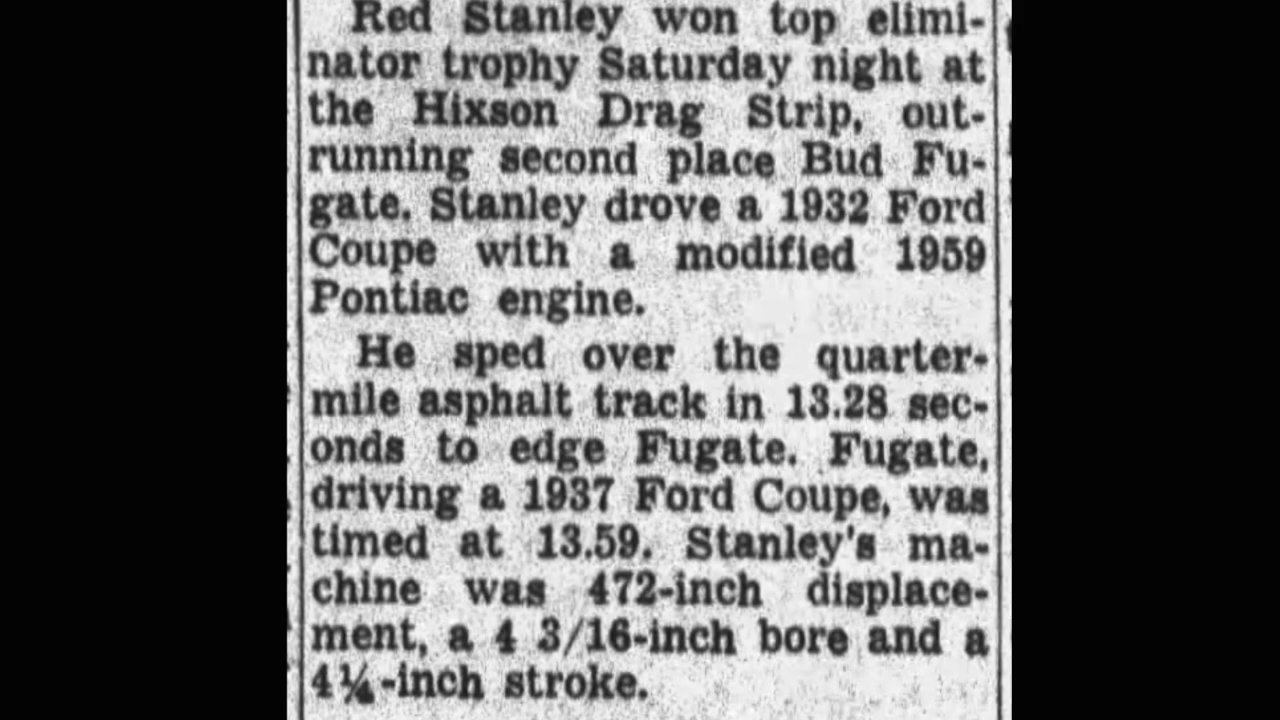 Red Stanley won top elimi-
nator trophy Saturday night at
the Hixson Drag Strip, out-
running second place Bud Fu-
gate. Stanley drove a 1932 Ford
Coupe with a modified 1959
Pontiac engine.
He sped over the quarter-
mile asphalt track in 13.28 sec-
onds to edge Fugate. Fugate,
driving a 1937 Ford Coupe, was
timed at 13.59. Stanley's ma-
chine was 472-inch displace-
ment, a 4 3/16-inch bore and a
4¼-inch stroke.